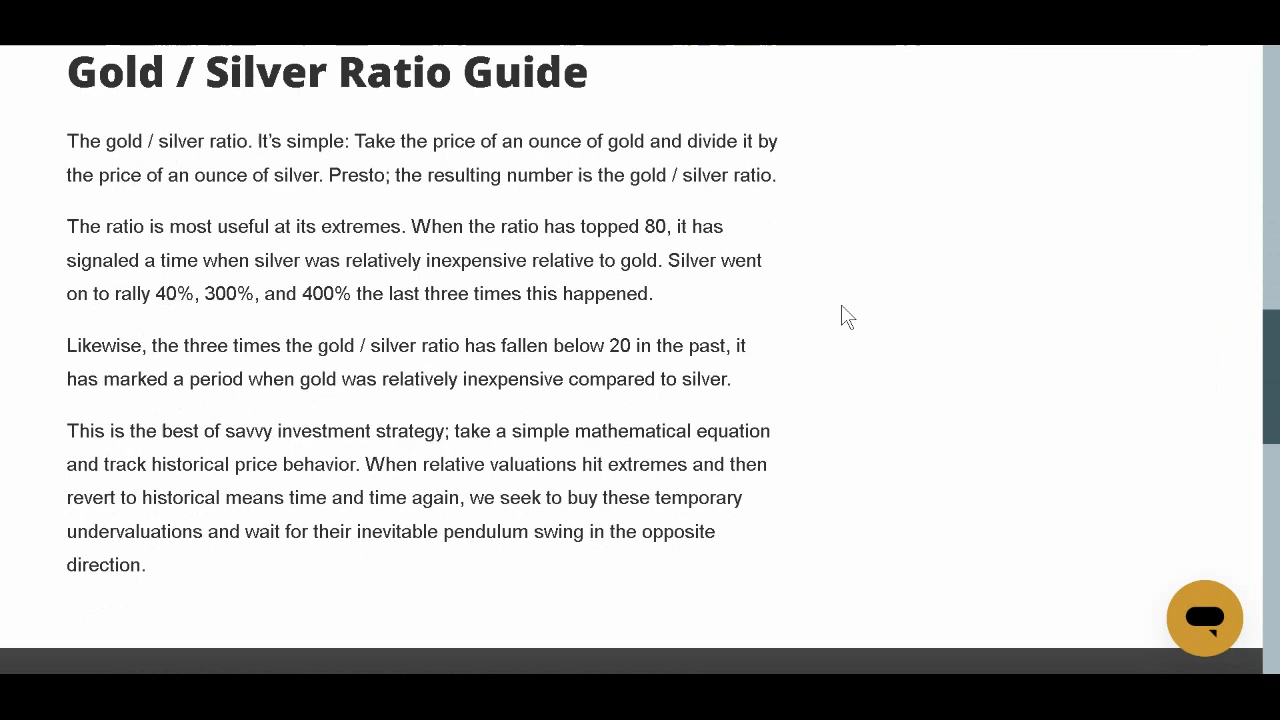 Gold / Silver Ratio Guide
The gold / silver ratio. It’s simple: Take the price of an ounce of gold and divide it by
the price of an ounce of silver. Presto; the resulting number is the gold / silver ratio.
The ratio is most useful at its extremes. When the ratio has topped 80, it has
signaled a time when silver was relatively inexpensive relative to gold. Silver went
on to rally 40%, 300%, and 400% the last three times this happened.
Likewise, the three times the gold / silver ratio has fallen below 20 in the past, it
has marked a period when gold was relatively inexpensive compared to silver.
This is the best of savvy investment strategy; take a simple mathematical equation
and track historical price behavior. When relative valuations hit extremes and then
revert to historical means time and time again, we seek to buy these temporary
undervaluations and wait for their inevitable pendulum swing in the opposite
direction.